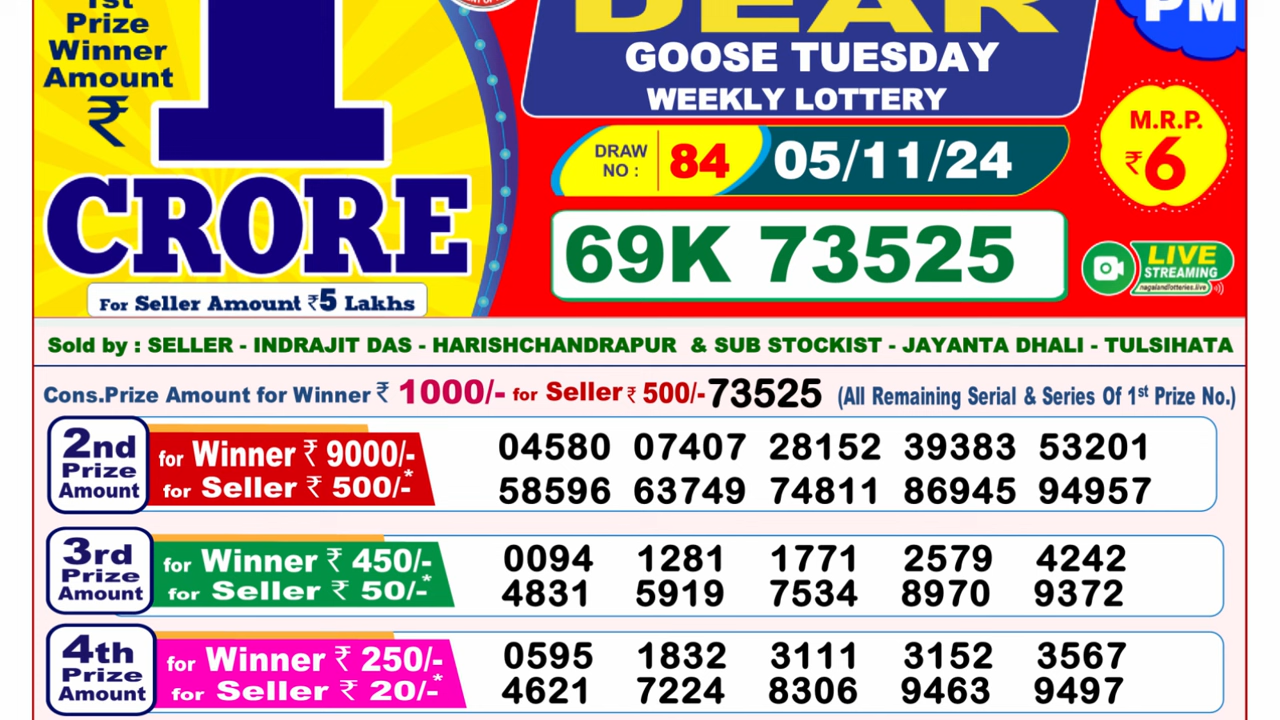 1st
Prize
Winner
Amount
₹
1
CRORE
For Seller Amount ₹5 Lakhs
DEAR
GOOSE TUESDAY
WEEKLY LOTTERY
PM
DRAW NO : 84 05/11/24
M.R.P.
₹6
69K 73525
LIVE
STREAMING
nagalandlotteries.live
Sold by : SELLER - INDRAJIT DAS - HARISHCHANDRAPUR & SUB STOCKIST - JAYANTA DHALI - TULSIHATA
Cons.Prize Amount for Winner ₹ 1000/- for Seller ₹ 500/- 73525 (All Remaining Serial & Series Of 1st Prize No.)
2nd
Prize
Amount
for Winner ₹ 9000/-
for Seller ₹ 500/-*
04580 07407 28152 39383 53201
58596 63749 74811 86945 94957
3rd
Prize
Amount
for Winner ₹ 450/-
for Seller ₹ 50/-*
0094 1281 1771 2579 4242
4831 5919 7534 8970 9372
4th
Prize
Amount
for Winner ₹ 250/-
for Seller ₹ 20/-*
0595 1832 3111 3152 3567
4621 7224 8306 9463 9497